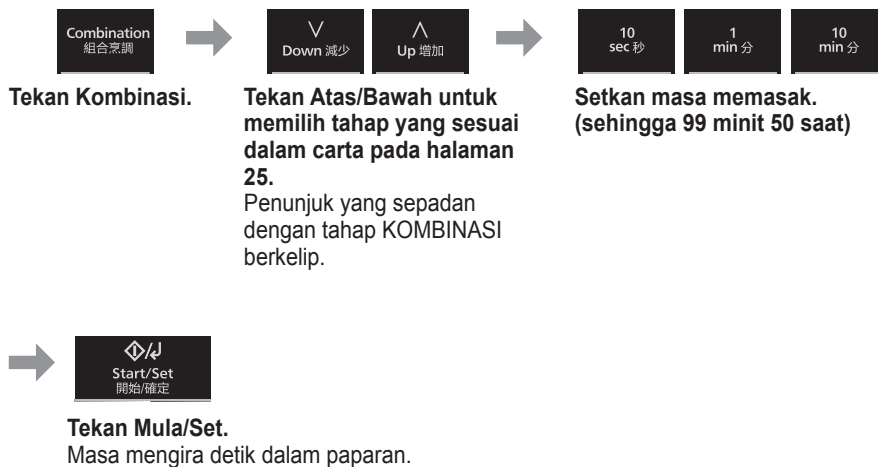 Combination
組合烹調
Tekan Kombinasi.
Down 減少
Up 增加
Tekan Atas/Bawah untuk
memilih tahap yang sesuai
dalam carta pada halaman
25.
Penunjuk yang sepadan
dengan tahap KOMBINASI
berkelip.
10
sec 秒
1
min 分
10
min 分
Setkan masa memasak.
(sehingga 99 minit 50 saat)
Start/Set
開始/確定
Tekan Mula/Set.
Masa mengira detik dalam paparan.